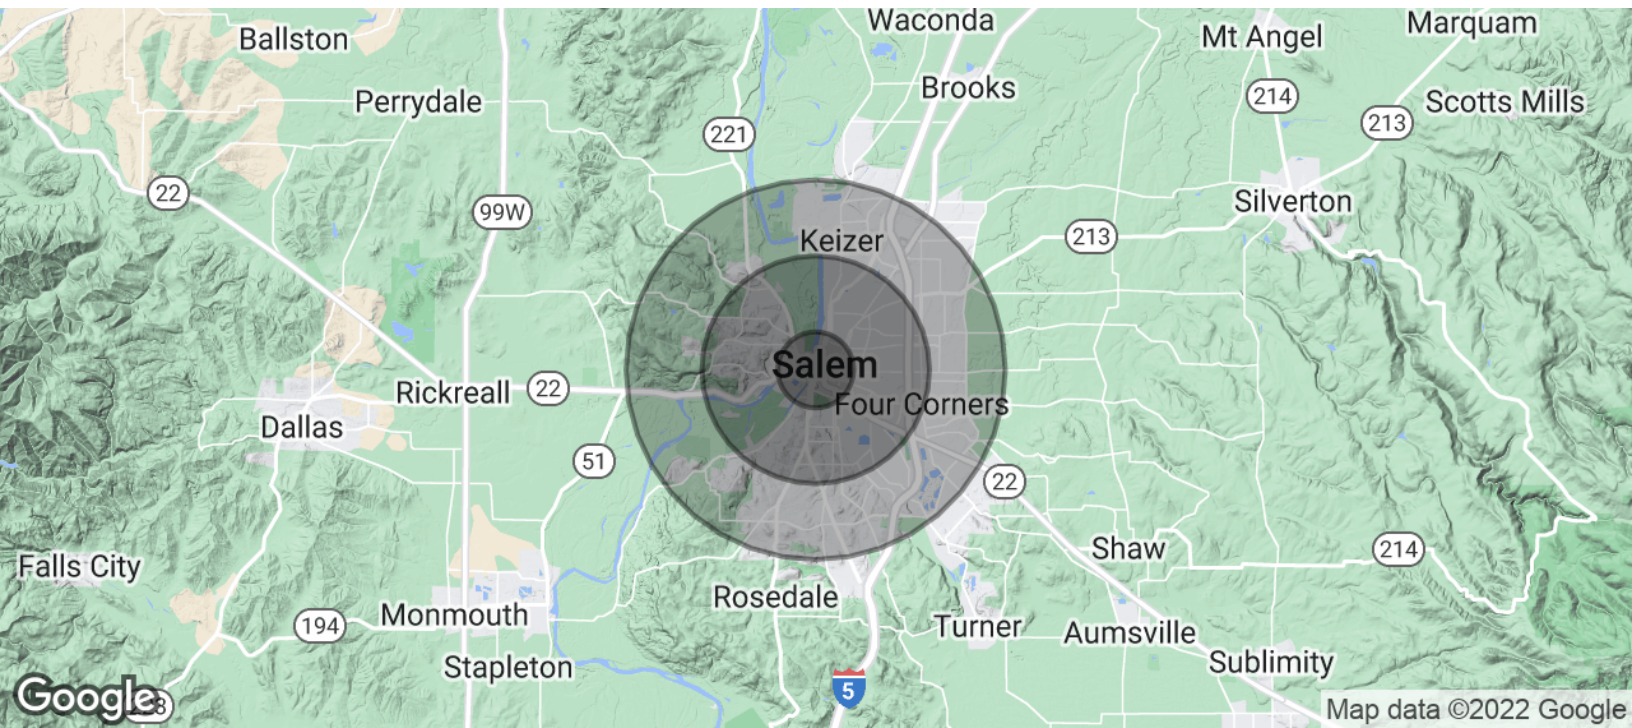 Waconda
Marquam
Ballston
Mt Angel
Brooks
214
Perrydale
Scotts Mills
213
221
22
Silverton
99W
213
Keizer
Salem
Rickreall
22
Four Corners
Dallas
51
22
Shaw
214
Falls City
Rosedale
Monmouth
194
Turner
Aumsville
Stapleton
Sublimity
5
Google
Map data ©2022 Google